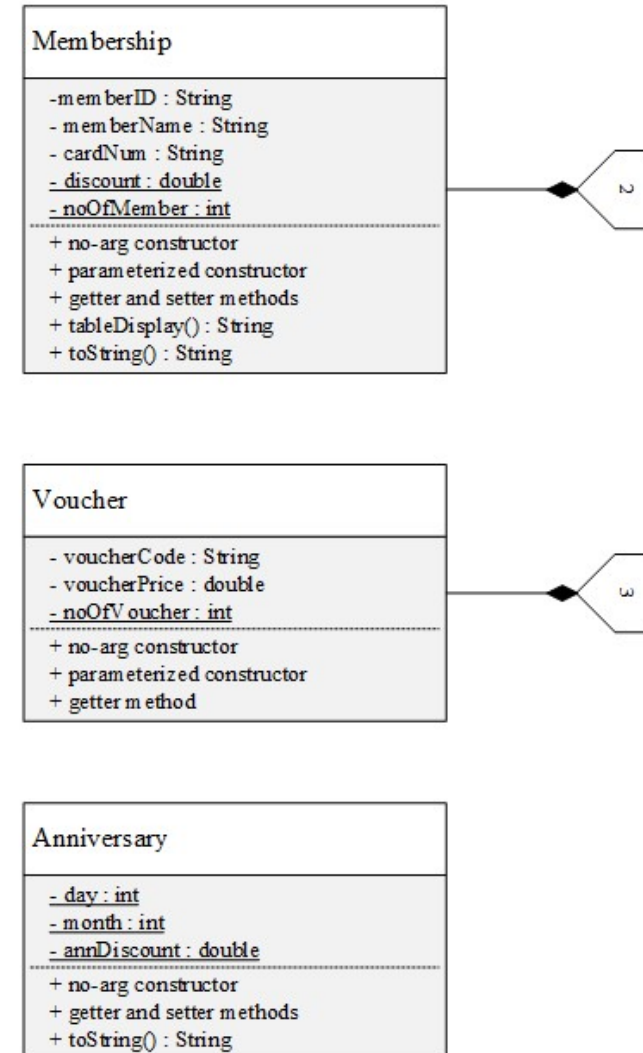 Membership
-memberID : String
- memberName : String
- cardNum : String
- discount : double
- noOfMember : int
+ no-arg constructor
+ parameterized constructor
+ getter and setter methods
+ tableDisplay() : String
+ toString() : String
2
Voucher
- voucherCode : String
- voucherPrice : double
- noOfVoucher : int
+ no-arg constructor
+ parameterized constructor
+ getter method
3
Anniversary
- day : int
- month : int
- annDiscount : double
+ no-arg constructor
+ getter and setter methods
+ toString() : String